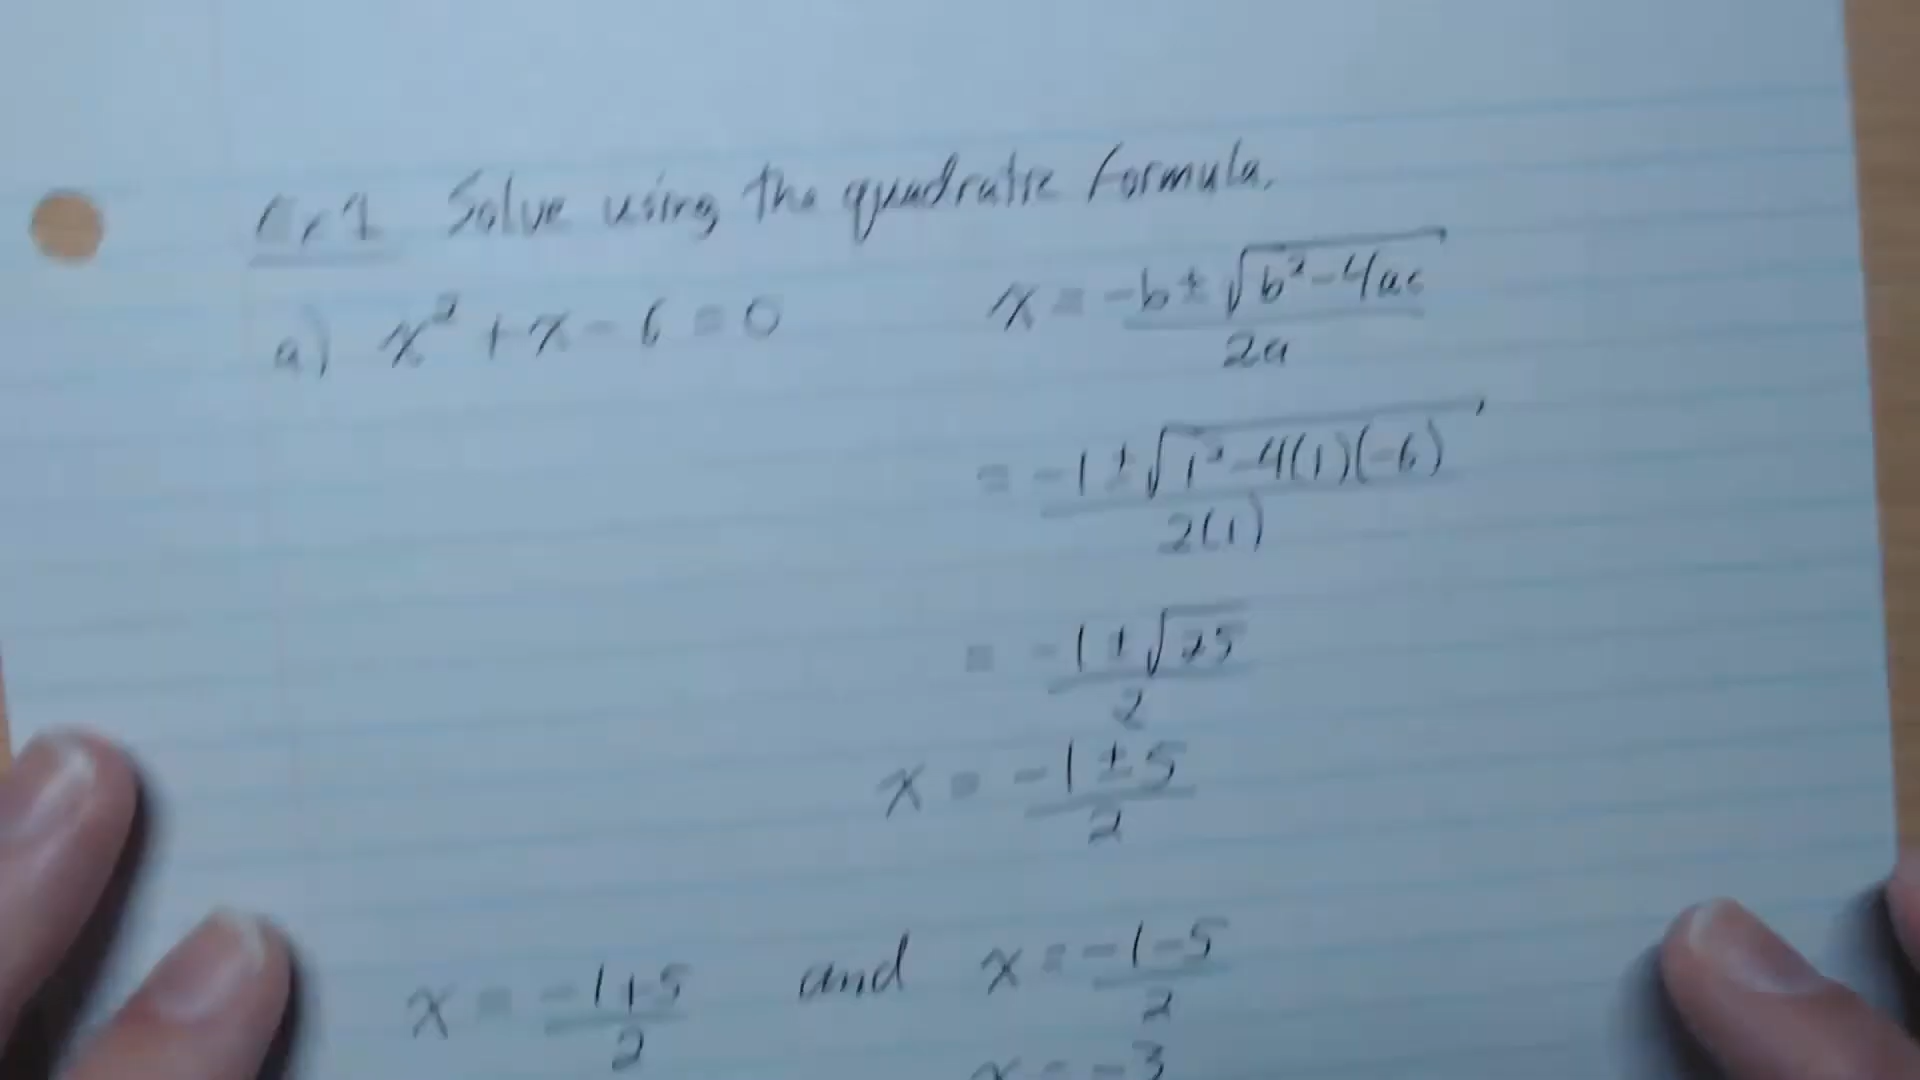 Ex 1 Solve using the quadratic formula.
a) x² + x - 6 = 0
x = (-b ± √(b² - 4ac)) / 2a
= (-1 ± √(1² - 4(1)(-6))) / 2(1)
= (-1 ± √25) / 2
x = (-1 ± 5) / 2
x = (-1 + 5) / 2 and x = (-1 - 5) / 2
x = -3